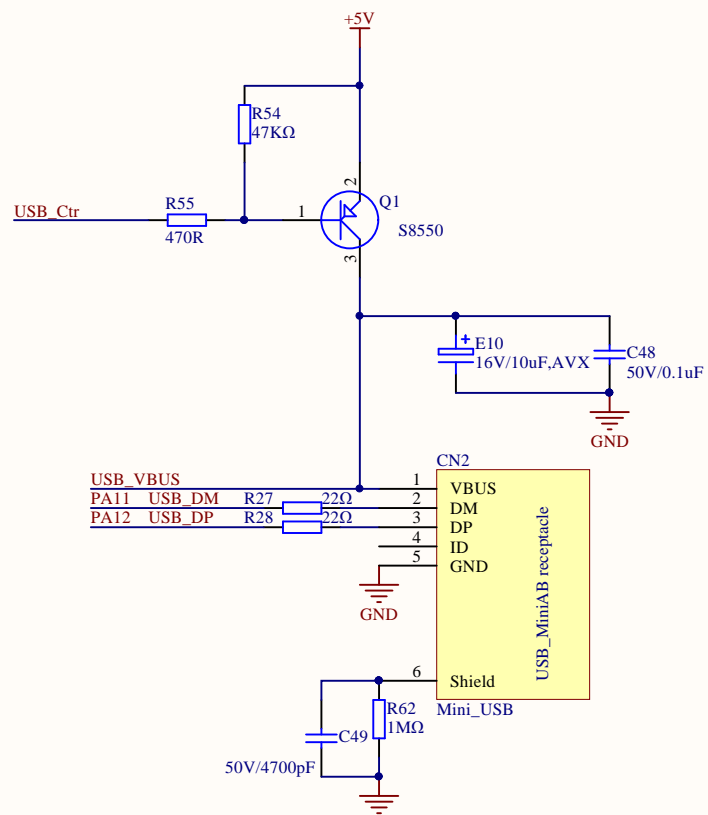 +5V
R54
47KΩ
2
Q1
R55
USB_Ctr
1
470R
S8550
3
E10
16V/10uF,AVX
C48
50V/0.1uF
GND
CN2
USB_VBUS
1
VBUS
PA11 USB_DM R27 22Ω
2
DM
PA12 USB_DP R28 22Ω
3
DP
4
ID
5
GND
GND
USB_MiniAB receptacle
6
Shield
Mini_USB
R62
1MΩ
C49
50V/4700pF